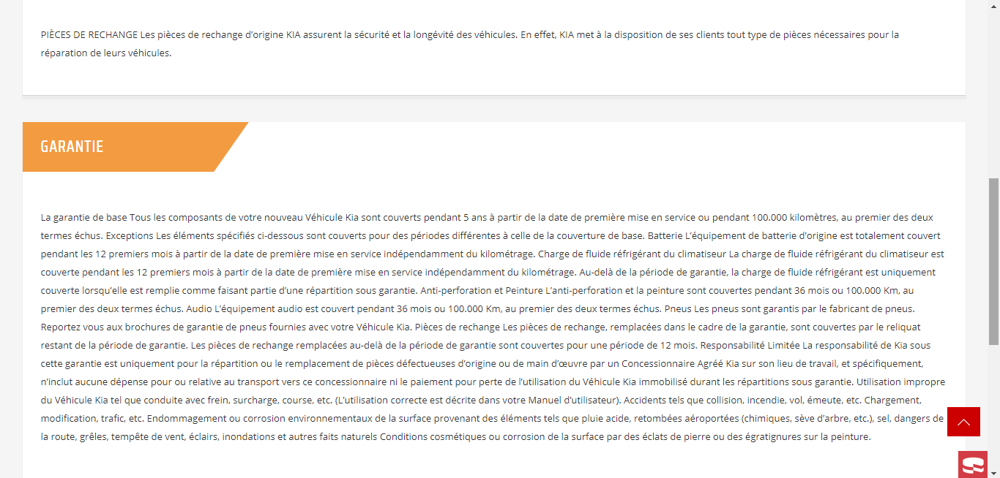 PIÈCES DE RECHANGE Les pièces de rechange d’origine KIA assurent la sécurité et la longévité des véhicules. En effet, KIA met à la disposition de ses clients tout type de pièces nécessaires pour la
réparation de leurs véhicules.
GARANTIE
La garantie de base Tous les composants de votre nouveau Véhicule Kia sont couverts pendant 5 ans à partir de la date de première mise en service ou pendant 100.000 kilomètres, au premier des deux
termes échus. Exceptions Les éléments spécifiés ci-dessous sont couverts pour des périodes différentes à celle de la couverture de base. Batterie L’équipement de batterie d’origine est totalement couvert
pendant les 12 premiers mois à partir de la date de première mise en service indépendamment du kilométrage. Charge de fluide réfrigérant du climatiseur La charge de fluide réfrigérant du climatiseur est
couverte pendant les 12 premiers mois à partir de la date de première mise en service indépendamment du kilométrage. Au-delà de la période de garantie, la charge de fluide réfrigérant est uniquement
couverte lorsqu’elle est remplie comme faisant partie d’une répartition sous garantie. Anti-perforation et Peinture L’anti-perforation et la peinture sont couvertes pendant 36 mois ou 100.000 Km, au
premier des deux termes échus. Audio L’équipement audio est couvert pendant 36 mois ou 100.000 Km, au premier des deux termes échus. Pneus Les pneus sont garantis par le fabricant de pneus.
Reportez vous aux brochures de garantie de pneus fournies avec votre Véhicule Kia. Pièces de rechange Les pièces de rechange, remplacées dans le cadre de la garantie, sont couvertes par le reliquat
restant de la période de garantie. Les pièces de rechange remplacées au-delà de la période de garantie sont couvertes pour une période de 12 mois. Responsabilité Limitée La responsabilité de Kia sous
cette garantie est uniquement pour la répartition ou le remplacement de pièces défectueuses d’origine ou de main d’œuvre par un Concessionnaire Agréé Kia sur son lieu de travail, et spécifiquement,
n’inclut aucune dépense pour ou relative au transport vers ce concessionnaire ni le paiement pour perte de l’utilisation du Véhicule Kia immobilisé durant les répartitions sous garantie. Utilisation impropre
du Véhicule Kia tel que conduite avec frein, surcharge, course, etc. (L’utilisation correcte est décrite dans votre Manuel d’utilisateur). Accidents tels que collision, incendie, vol, émeute, etc. Chargement,
modification, trafic, etc. Endommagement ou corrosion environnementaux de la surface provenant des éléments tels que pluie acide, retombées aéroportées (chimiques, sève d’arbre, etc.), sel, dangers de
la route, grêles, tempête de vent, éclairs, inondations et autres faits naturels Conditions cosmétiques ou corrosion de la surface par des éclats de pierre ou des égratignures sur la peinture.